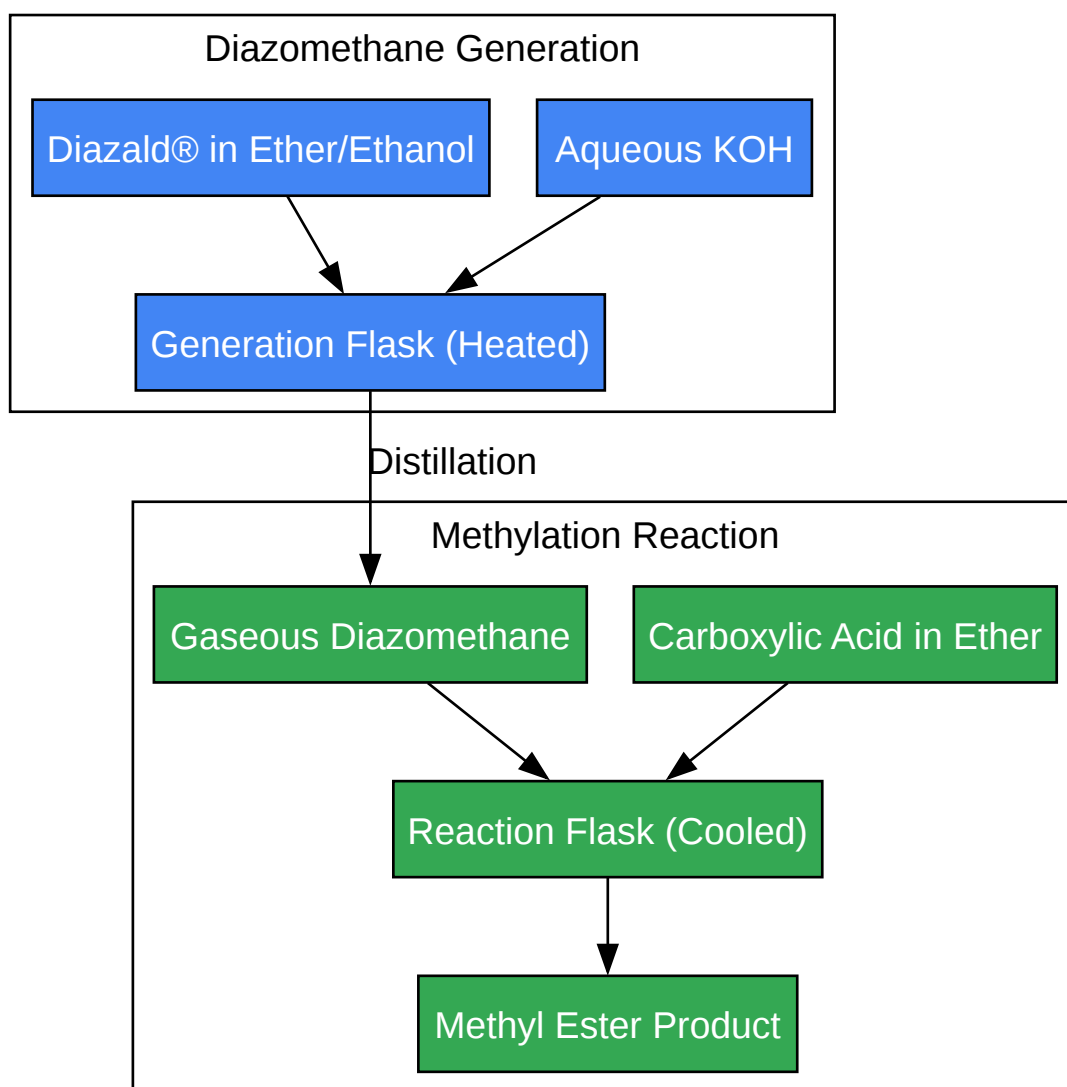 Diazomethane Generation
Diazald® in Ether/Ethanol
Aqueous KOH
Generation Flask (Heated)
Distillation
Methylation Reaction
Gaseous Diazomethane
Carboxylic Acid in Ether
Reaction Flask (Cooled)
Methyl Ester Product